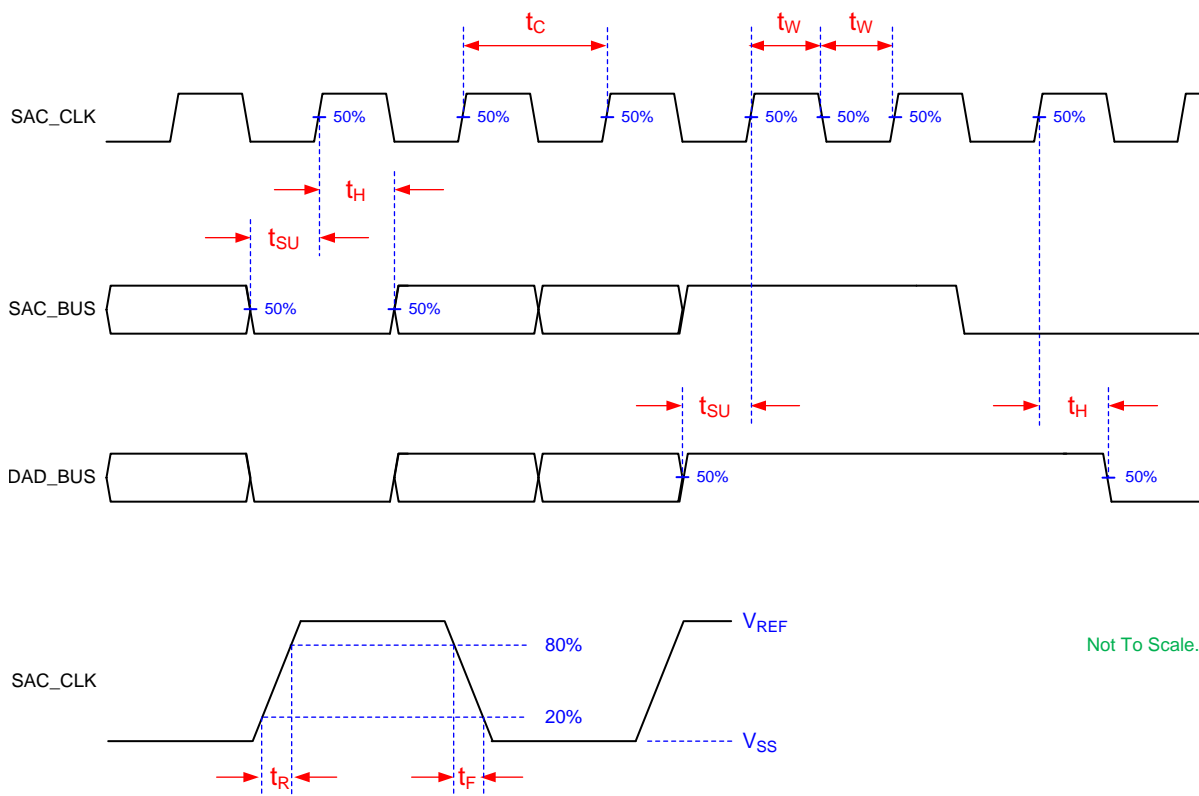 tC
tW tW
SAC_CLK
50% 50% 50% 50% 50% 50% 50%
tH
tSU
SAC_BUS
50% 50%
tSU
tH
DAD_BUS
50% 50%
VREF
80%
Not To Scale.
SAC_CLK
20%
VSS
tR tF